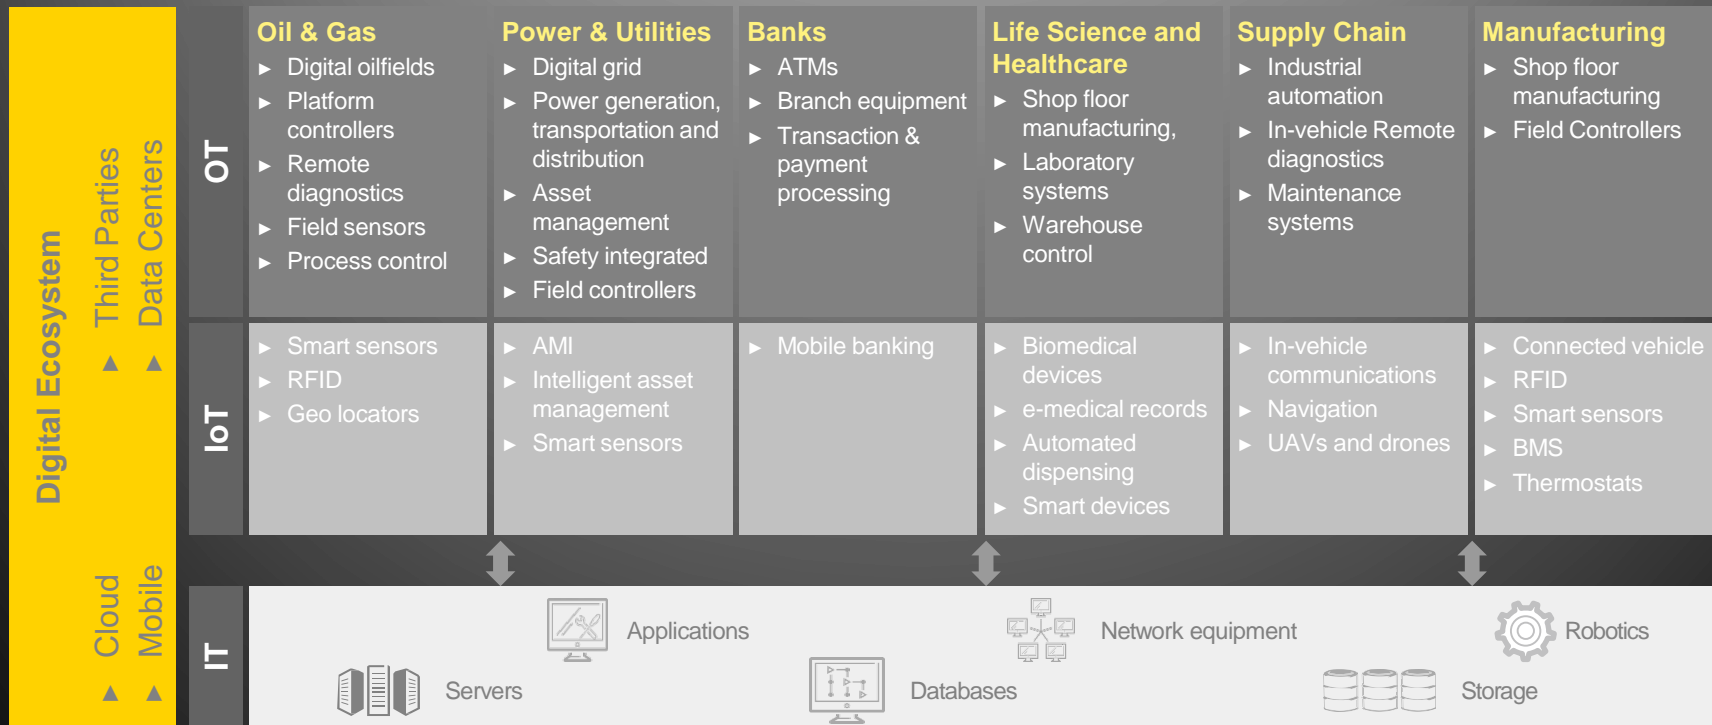 Digital Ecosystem
▲ Cloud ▲ Third Parties
▲ Mobile ▲ Data Centers
OT
Oil & Gas
► Digital oilfields
► Platform
controllers
► Remote
diagnostics
► Field sensors
► Process control
Power & Utilities
► Digital grid
► Power generation,
transportation and
distribution
► Asset
management
► Safety integrated
► Field controllers
Banks
► ATMs
► Branch equipment
► Transaction &
payment
processing
Life Science and
Healthcare
► Shop floor
manufacturing,
► Laboratory
systems
► Warehouse
control
Supply Chain
► Industrial
automation
► In-vehicle Remote
diagnostics
► Maintenance
systems
Manufacturing
► Shop floor
manufacturing
► Field Controllers
IoT
► Smart sensors
► RFID
► Geo locators
► AMI
► Intelligent asset
management
► Smart sensors
► Mobile banking
► Biomedical
devices
► e-medical records
► Automated
dispensing
► Smart devices
► In-vehicle
communications
► Navigation
► UAVs and drones
► Connected vehicle
► RFID
► Smart sensors
► BMS
► Thermostats
IT
Applications
Network equipment
Robotics
Servers
Databases
Storage